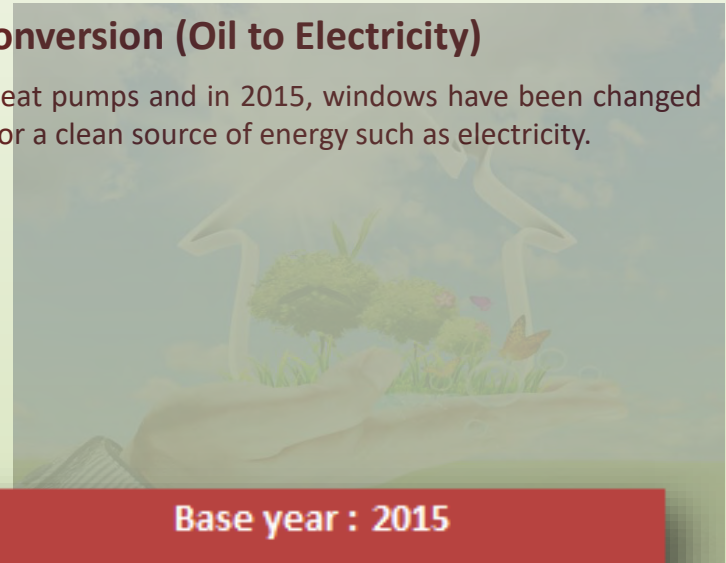 onversion (Oil to Electricity)
eat pumps and in 2015, windows have been changed
or a clean source of energy such as electricity.
Base year : 2015